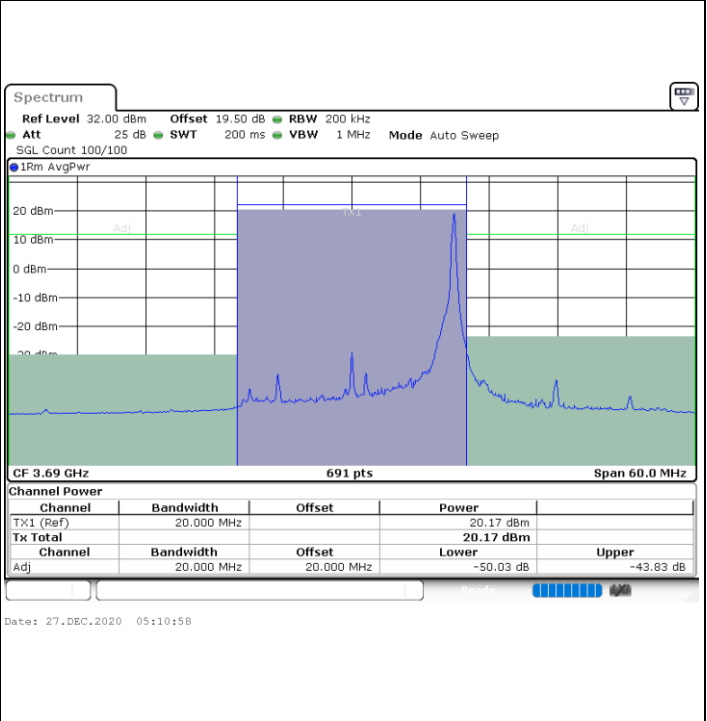 Spectrum
Ref Level 32.00 dBm Offset 19.50 dB RBW 200 kHz
Att 25 dB SWT 200 ms VBW 1 MHz Mode Auto Sweep
SGL Count 100/100
1Rm AvgPwr
TX1
20 dBm
Adj Adj
10 dBm
0 dBm
-10 dBm
-20 dBm
CF 3.69 GHz 691 pts Span 60.0 MHz
Channel Power
Channel Bandwidth Offset Power
TX1 (Ref) 20.000 MHz 20.17 dBm
Tx Total 20.17 dBm
Channel Bandwidth Offset Lower Upper
Adj 20.000 MHz 20.000 MHz -50.03 dB -43.83 dB
Ready
Date: 27.DEC.2020 05:10:58